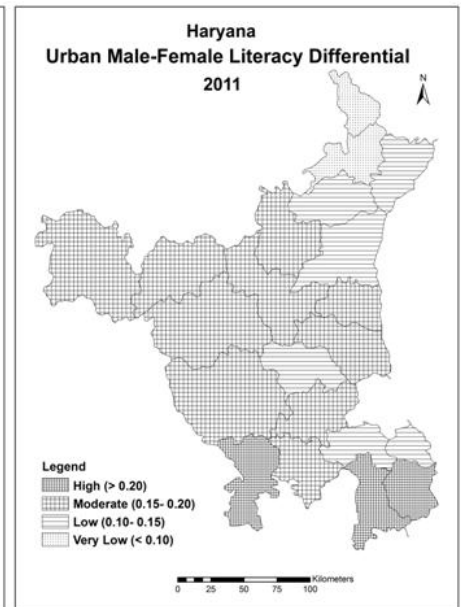 Haryana
Urban Male-Female Literacy Differential
2011
N
Legend
High (> 0.20)
Moderate (0.15- 0.20)
Low (0.10- 0.15)
Very Low (< 0.10)
Kilometers
0 25 50 75 100